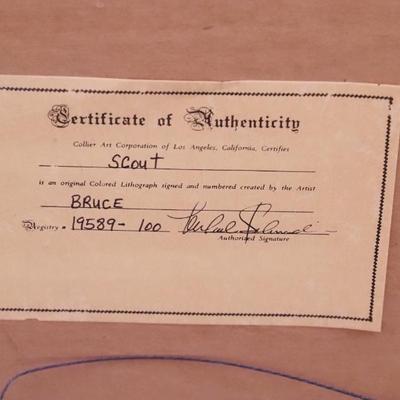 Certificate of Authenticity
Collier Art Corporation of Los Angeles, California, Certifies
SCOUT
is an original Colored Lithograph signed and numbered created by the Artist
BRUCE
Registry. 19589-100
Authorized Signature